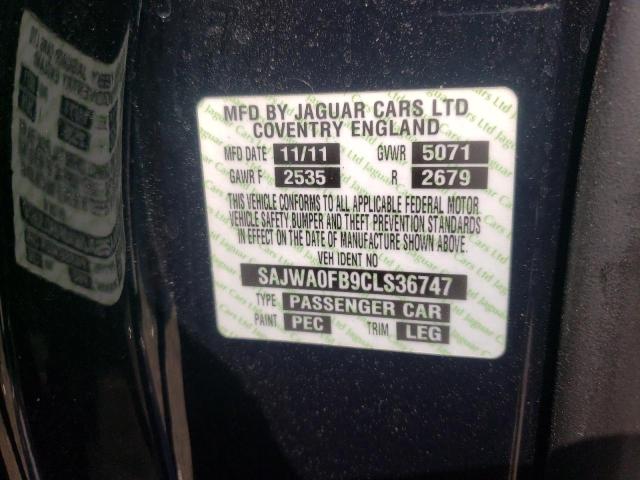 MFD BY JAGUAR CARS LTD
COVENTRY ENGLAND
MFD DATE 11/11 GVWR 5071
GAWR F 2535 R 2679
THIS VEHICLE CONFORMS TO ALL APPLICABLE FEDERAL MOTOR
VEHICLE SAFETY, BUMPER AND THEFT PREVENTION STANDARDS
IN EFFECT ON THE DATE OF MANUFACTURE SHOWN ABOVE.
VEH IDENT NO
SAJWA0FB9CLS36747
TYPE PASSENGER CAR
PAINT PEC TRIM LEG